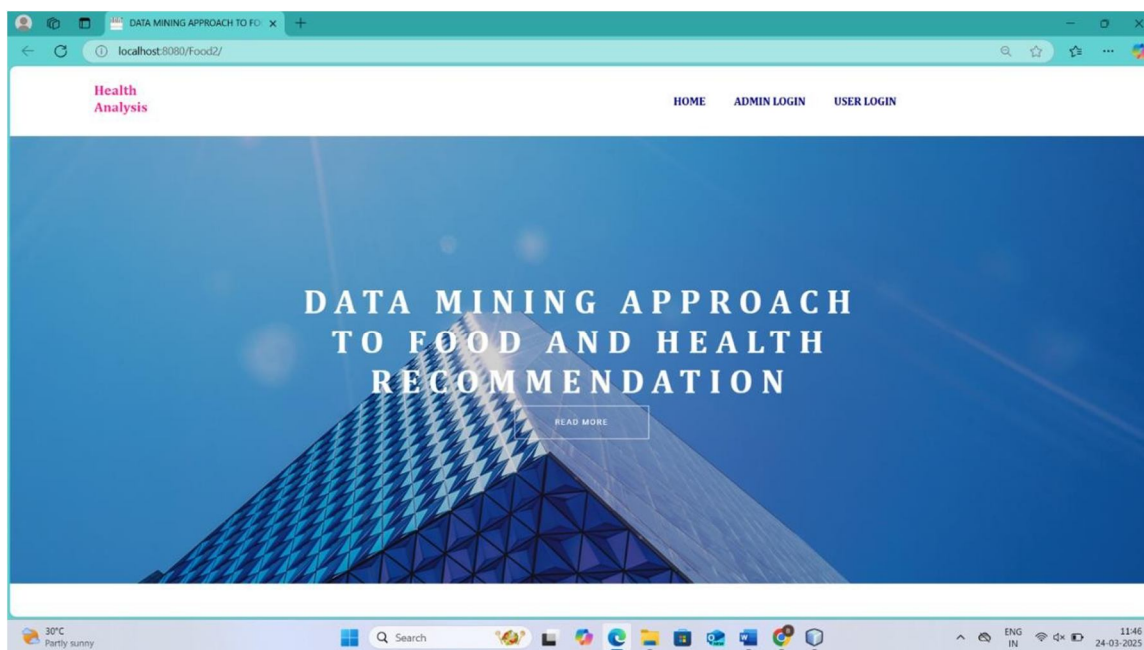 DATA MINING APPROACH TO FO
localhost:8080/Food2/
Health
Analysis
HOME ADMIN LOGIN USER LOGIN
DATA MINING APPROACH
TO FOOD AND HEALTH
RECOMMENDATION
READ MORE
30°C
Partly sunny
Search
ENG
IN
11:46
24-03-2025